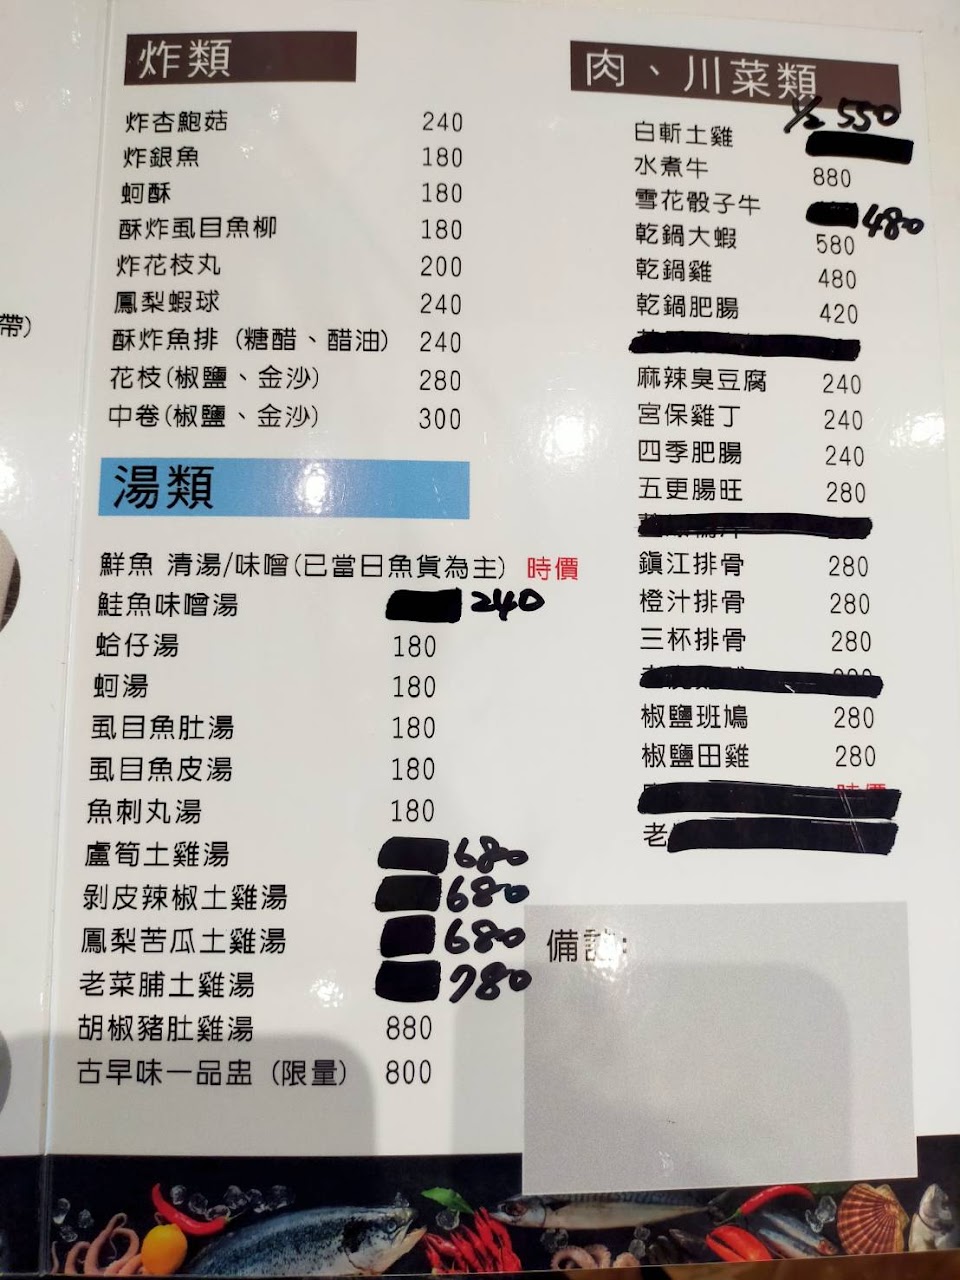 帶)
炸類
炸杏鮑菇 240
炸銀魚 180
蚵酥 180
酥炸虱目魚柳 180
炸花枝丸 200
鳳梨蝦球 240
酥炸魚排 (糖醋、醋油) 240
花枝(椒鹽、金沙) 280
中卷(椒鹽、金沙) 300
湯類
鮮魚 清湯/味噌(已當日魚貨為主) 時價
鮭魚味噌湯 240
蛤仔湯 180
蚵湯 180
虱目魚肚湯 180
虱目魚皮湯 180
魚刺丸湯 180
蘆筍土雞湯 680
剝皮辣椒土雞湯 680
鳳梨苦瓜土雞湯 680
老菜脯土雞湯 780
胡椒豬肚雞湯 880
古早味一品盅 (限量) 800
肉、川菜類
白斬土雞 1/2 550
水煮牛 880
雪花骰子牛 480
乾鍋大蝦 580
乾鍋雞 480
乾鍋肥腸 420
麻辣臭豆腐 240
宮保雞丁 240
四季肥腸 240
五更腸旺 280
鎮江排骨 280
橙汁排骨 280
三杯排骨 280
椒鹽班鳩 280
椒鹽田雞 280
時價
老
備註: